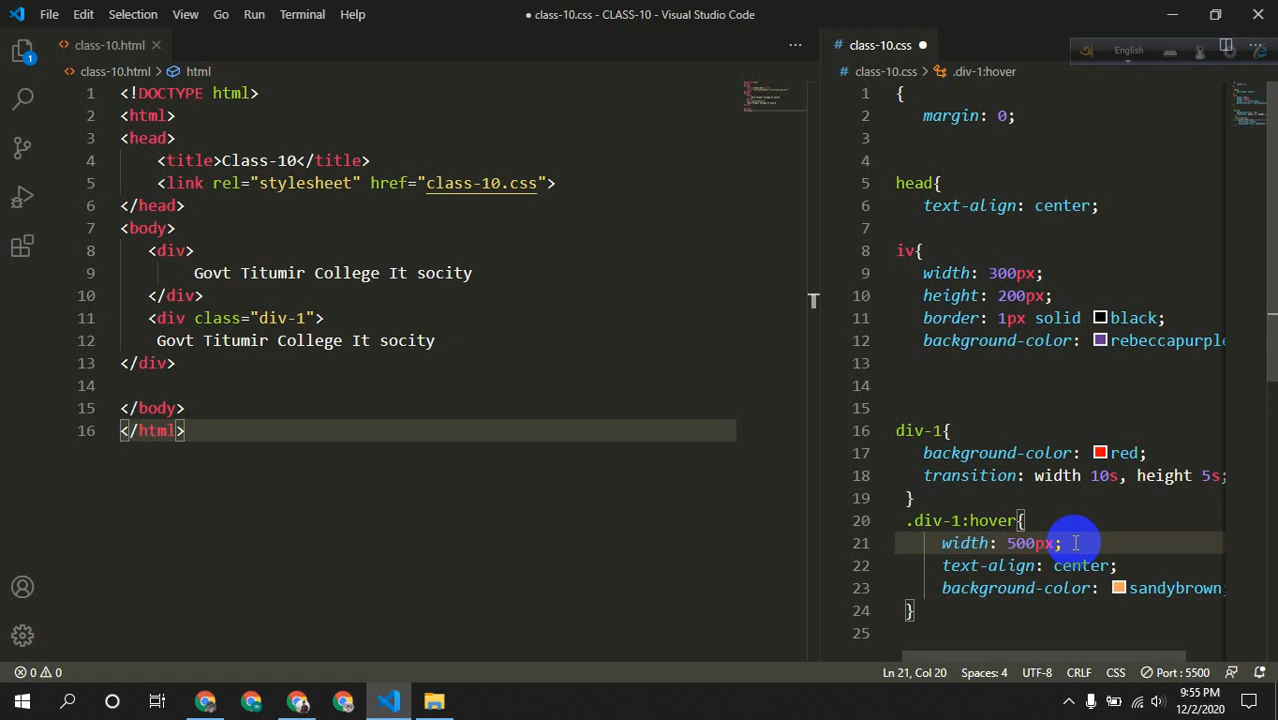 File Edit Selection View Go Run Terminal Help
● class-10.css - CLASS-10 - Visual Studio Code
class-10.html
class-10.html html
1 <!DOCTYPE html>
2 <html>
3 <head>
4 <title>Class-10</title>
5 <link rel="stylesheet" href="class-10.css">
6 </head>
7 <body>
8 <div>
9 Govt Titumir College It socity
10 </div>
11 <div class="div-1">
12 Govt Titumir College It socity
13 </div>
14
15 </body>
16 </html>
# class-10.css
English
# class-10.css .div-1:hover
1 {
2 margin: 0;
3
4
5 head{
6 text-align: center;
7
8 iv{
9 width: 300px;
10 height: 200px;
11 border: 1px solid black;
12 background-color: rebeccapurple
13
14
15
16 div-1{
17 background-color: red;
18 transition: width 10s, height 5s;
19 }
20 .div-1:hover{
21 width: 500px;
22 text-align: center;
23 background-color: sandybrown;
24 }
25
1
0 0
Ln 21, Col 20 Spaces: 4 UTF-8 CRLF CSS Port : 5500
9:55 PM
12/2/2020